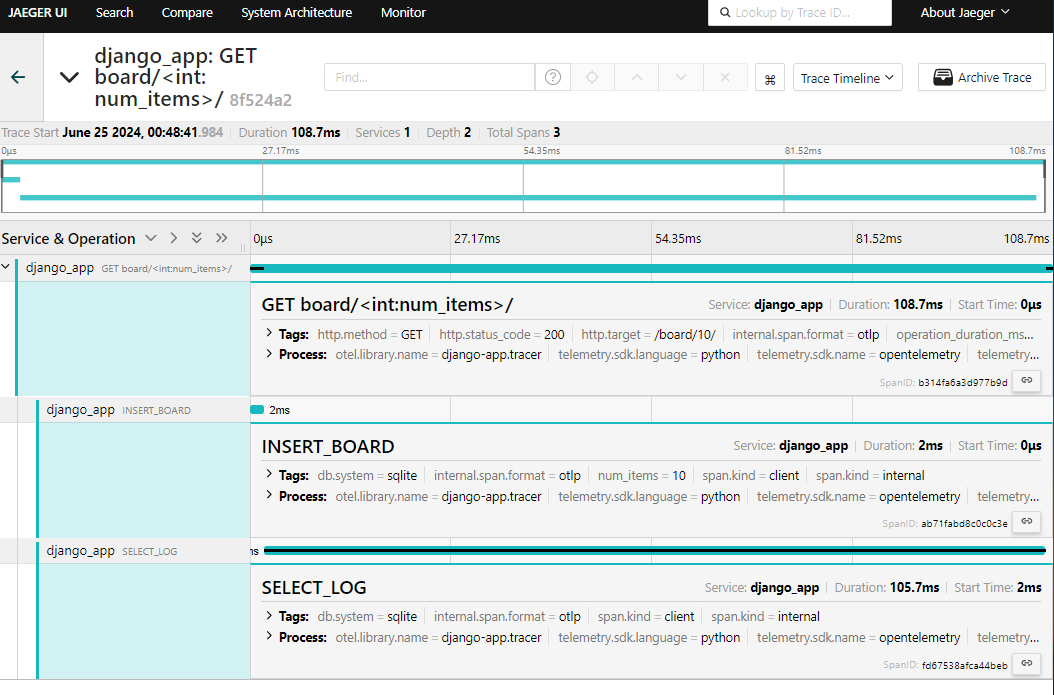 JAEGER UI Search Compare System Architecture Monitor Lookup by Trace ID... About Jaeger
django_app: GET
board/<int:
num_items>/ 8f524a2
Find...
?
⌘
Trace Timeline
Archive Trace
Trace Start June 25 2024, 00:48:41.984 Duration 108.7ms Services 1 Depth 2 Total Spans 3
0μs 27.17ms 54.35ms 81.52ms 108.7ms
Service & Operation 0μs 27.17ms 54.35ms 81.52ms 108.7ms
django_app GET board/<int:num_items>/
GET board/<int:num_items>/ Service: django_app Duration: 108.7ms Start Time: 0μs
Tags: http.method = GET http.status_code = 200 http.target = /board/10/ internal.span.format = otlp operation_duration_ms...
Process: otel.library.name = django-app.tracer telemetry.sdk.language = python telemetry.sdk.name = opentelemetry telemetry...
SpanID: b314fa6a3d977b9d
django_app INSERT_BOARD 2ms
INSERT_BOARD Service: django_app Duration: 2ms Start Time: 0μs
Tags: db.system = sqlite internal.span.format = otlp num_items = 10 span.kind = client span.kind = internal
Process: otel.library.name = django-app.tracer telemetry.sdk.language = python telemetry.sdk.name = opentelemetry telemetry...
SpanID: ab71fabd8c0c0c3e
django_app SELECT_LOG ms
SELECT_LOG Service: django_app Duration: 105.7ms Start Time: 2ms
Tags: db.system = sqlite internal.span.format = otlp span.kind = client span.kind = internal
Process: otel.library.name = django-app.tracer telemetry.sdk.language = python telemetry.sdk.name = opentelemetry telemetry...
SpanID: fd67538afca44beb